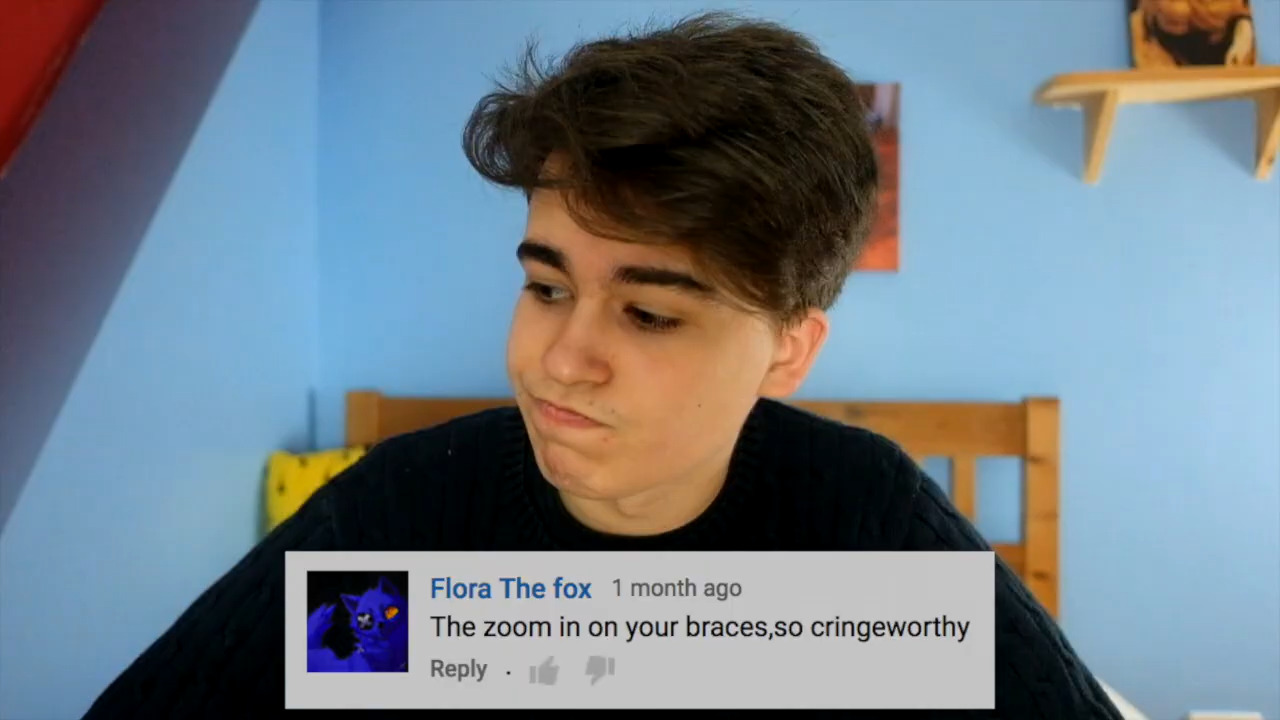 Flora The fox 1 month ago
The zoom in on your braces,so cringeworthy
Reply ·